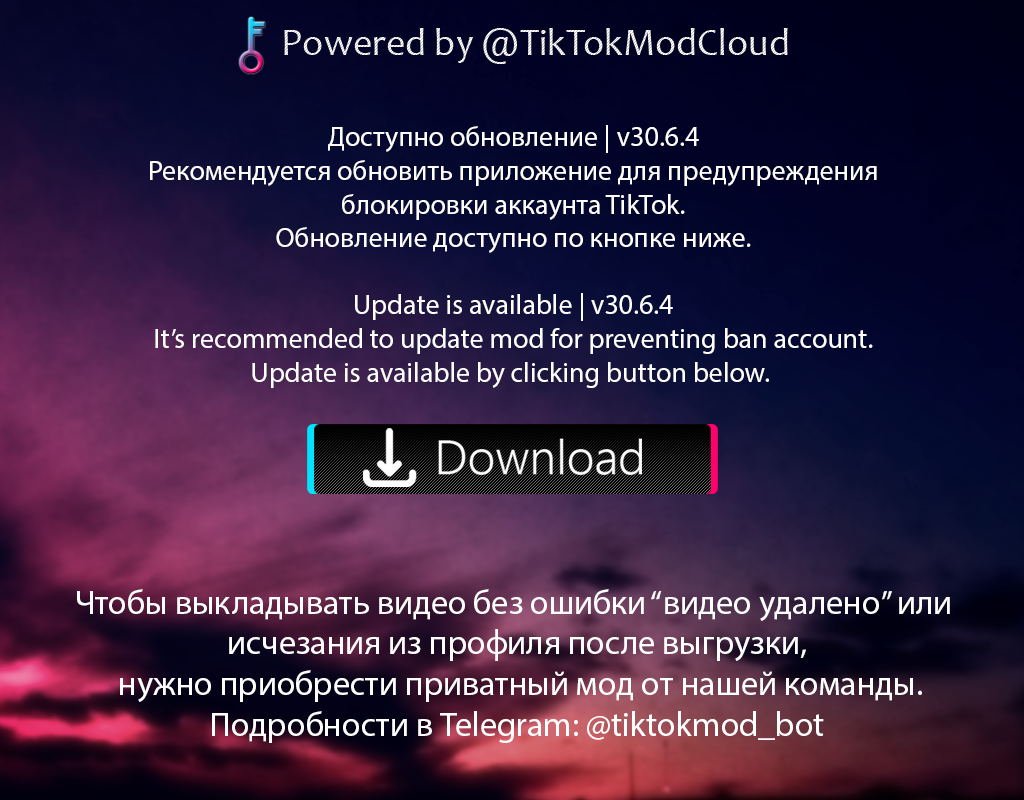 Powered by @TikTokModCloud
Доступно обновление | v30.6.4
Рекомендуется обновить приложение для предупреждения
блокировки аккаунта TikTok.
Обновление доступно по кнопке ниже.
Update is available | v30.6.4
It’s recommended to update mod for preventing ban account.
Update is available by clicking button below.
Download
Чтобы выкладывать видео без ошибки “видео удалено” или
исчезания из профиля после выгрузки,
нужно приобрести приватный мод от нашей команды.
Подробности в Telegram: @tiktokmod_bot